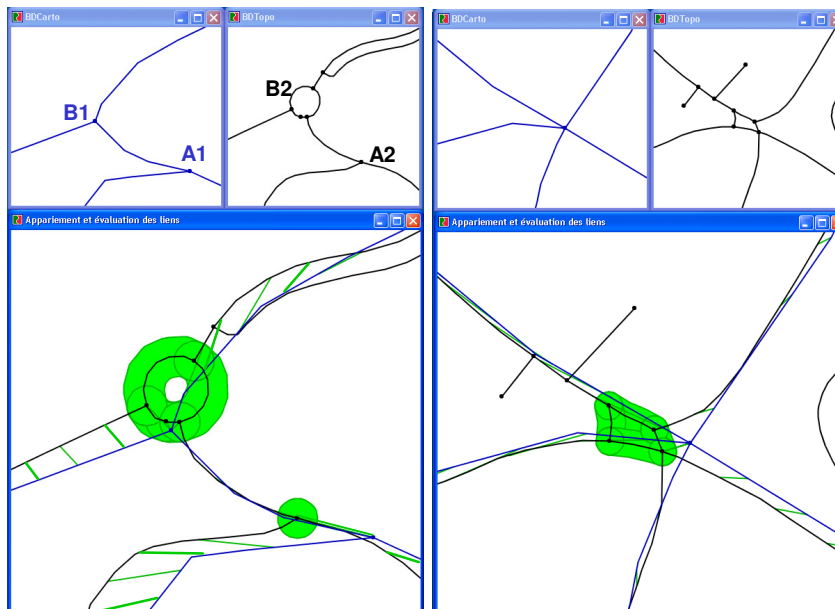 BDCarto
BDTopo
B1
A1
B2
A2
BDCarto
BDTopo
Appariement et évaluation des liens
Appariement et évaluation des liens